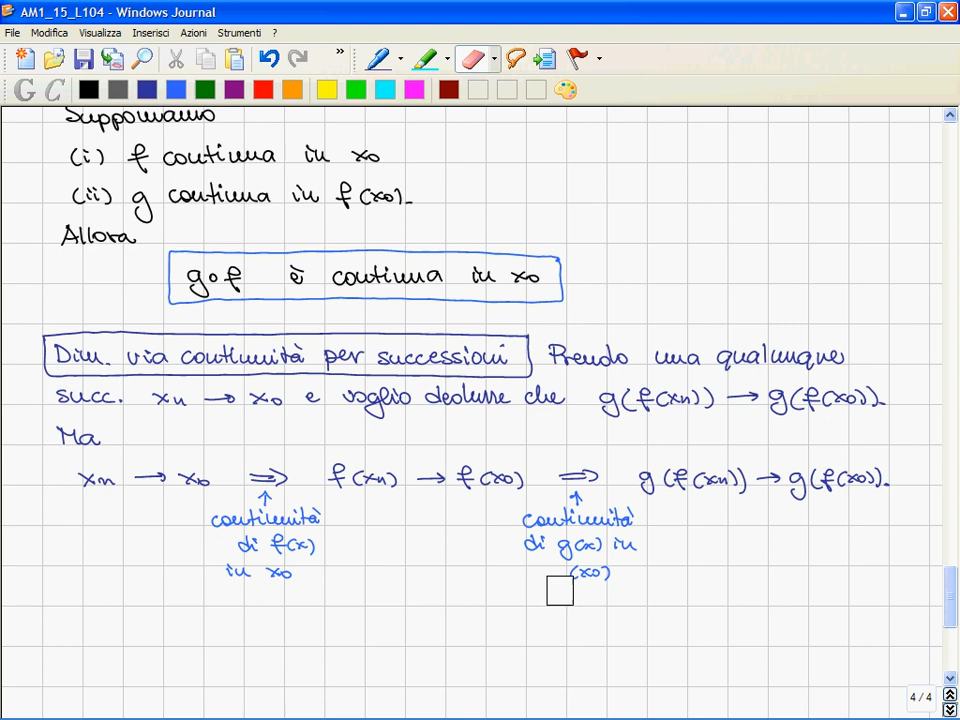 AM1_15_L104 - Windows Journal
File Modifica Visualizza Inserisci Azioni Strumenti ?
G C
Supponiamo
(i) f continua in x0
(ii) g continua in f(x0).
Allora
g∘f è continua in x0
Dim. via continuità per successioni Prendo una qualunque
succ. xn → x0 e voglio dedurre che g(f(xn)) → g(f(x0)).
Ma
xn → x0 ⟹ f(xn) → f(x0) ⟹ g(f(xn)) → g(f(x0)).
↑ ↑
continuità continuità
di f(x) di g(x) in
in x0 (x0)
4 / 4